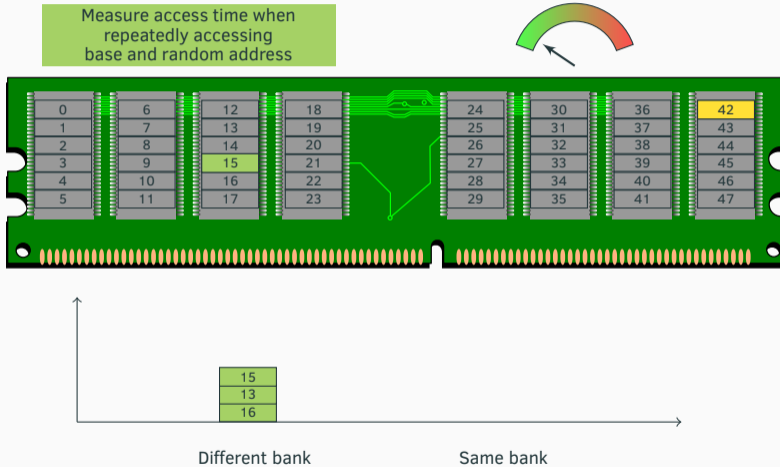 Measure access time when
repeatedly accessing
base and random address
0 6 12 18 24 30 36 42
1 7 13 19 25 31 37 43
2 8 14 20 26 32 38 44
3 9 15 21 27 33 39 45
4 10 16 22 28 34 40 46
5 11 17 23 29 35 41 47
15
13
16
Different bank Same bank